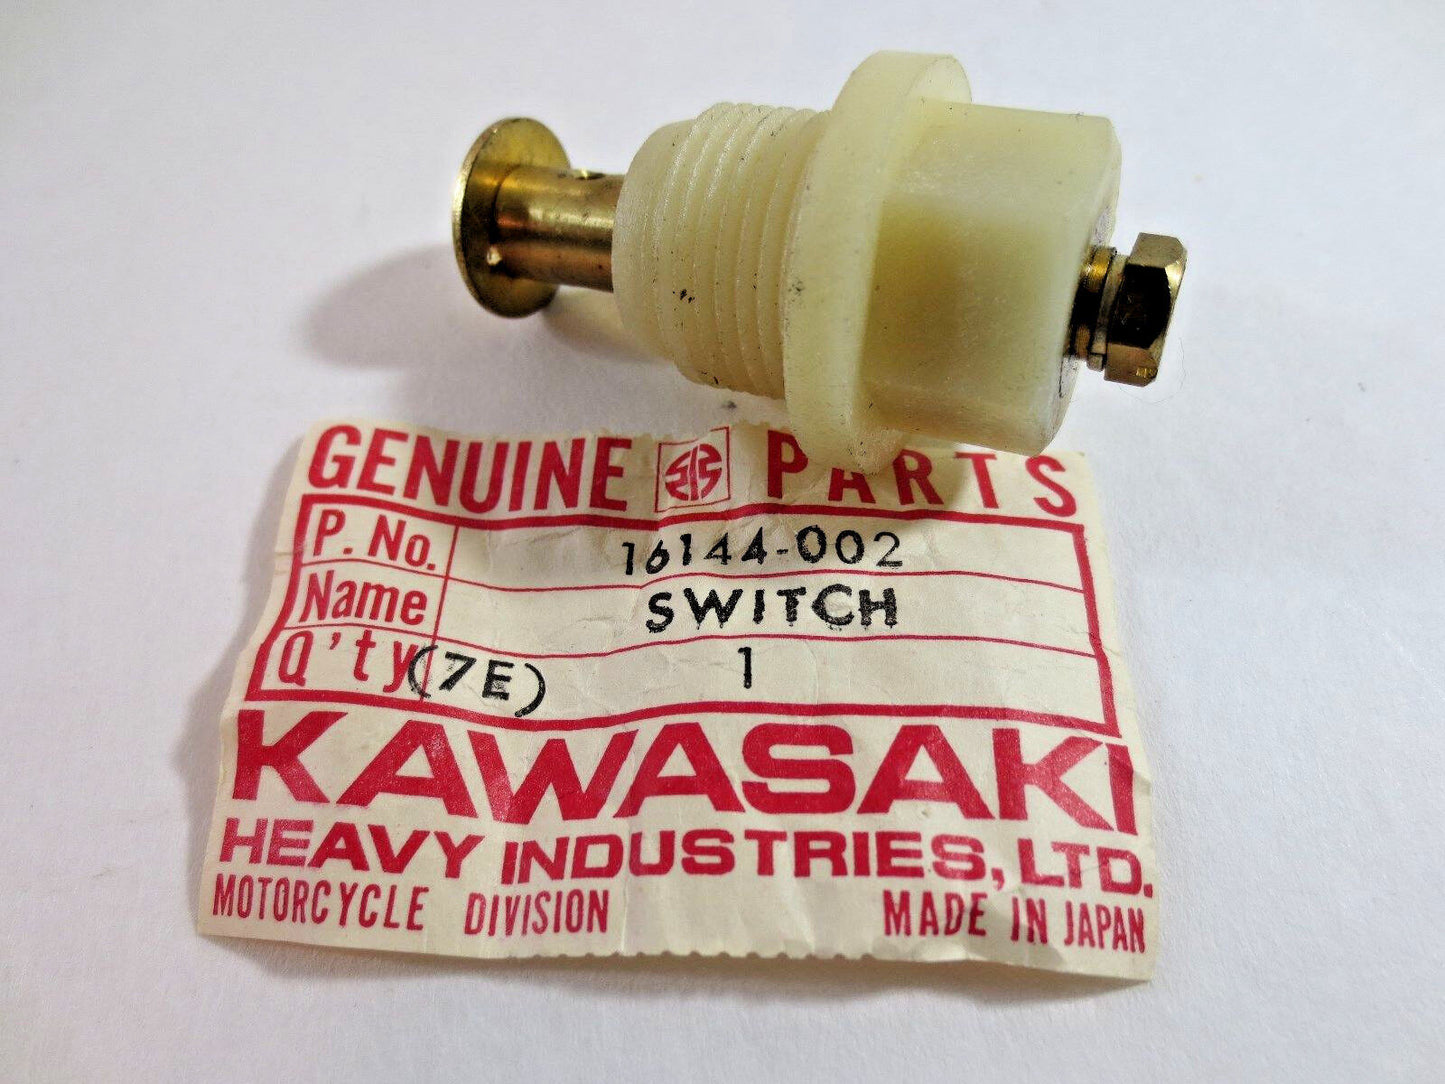 GENUINE PARTS
P. No. 16144-002
Name SWITCH
Q'ty (7E) 1
KAWASAKI
HEAVY INDUSTRIES, LTD.
MOTORCYCLE DIVISION MADE IN JAPAN